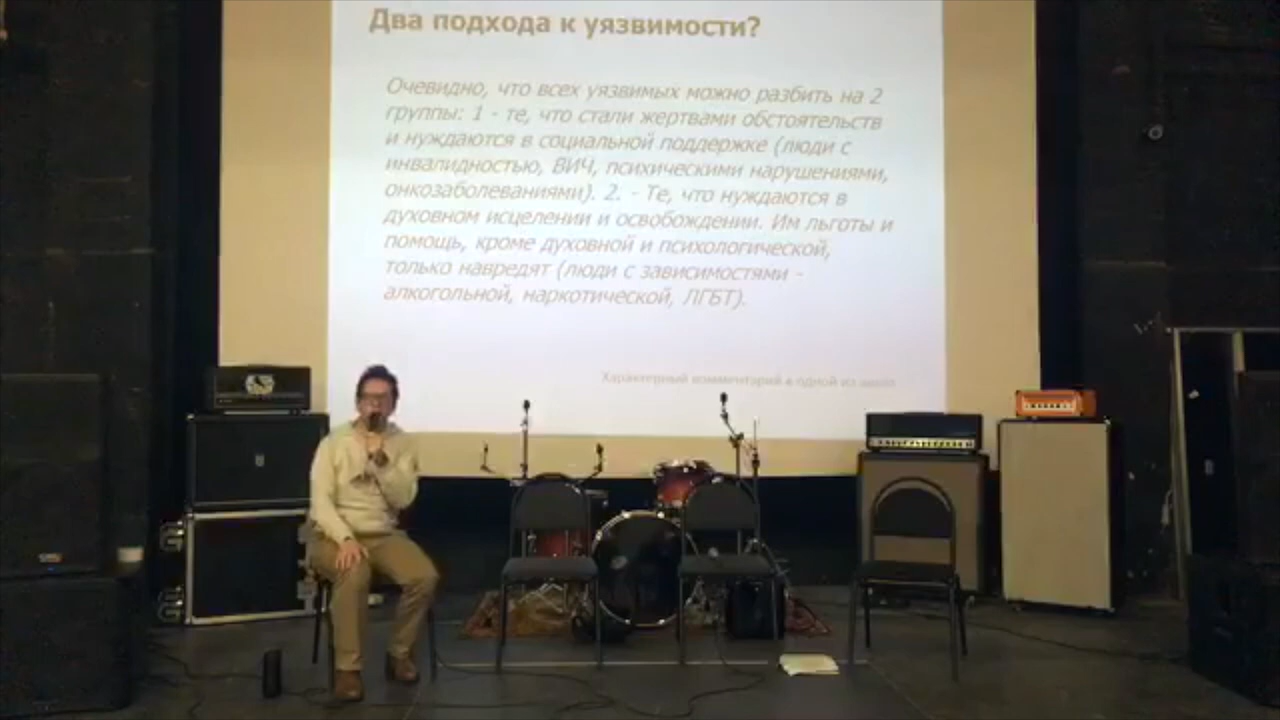 Два подхода к уязвимости?
Очевидно, что всех уязвимых можно разбить на 2
группы: 1 - те, что стали жертвами обстоятельств
и нуждаются в социальной поддержке (люди с
инвалидностью, ВИЧ, психическими нарушениями,
онкозаболеваниями). 2. - Те, что нуждаются в
духовном исцелении и освобождении. Им льготы и
помощь, кроме духовной и психологической,
только навредят (люди с зависимостями -
алкогольной, наркотической, ЛГБТ).
Характерный комментарий в одной из